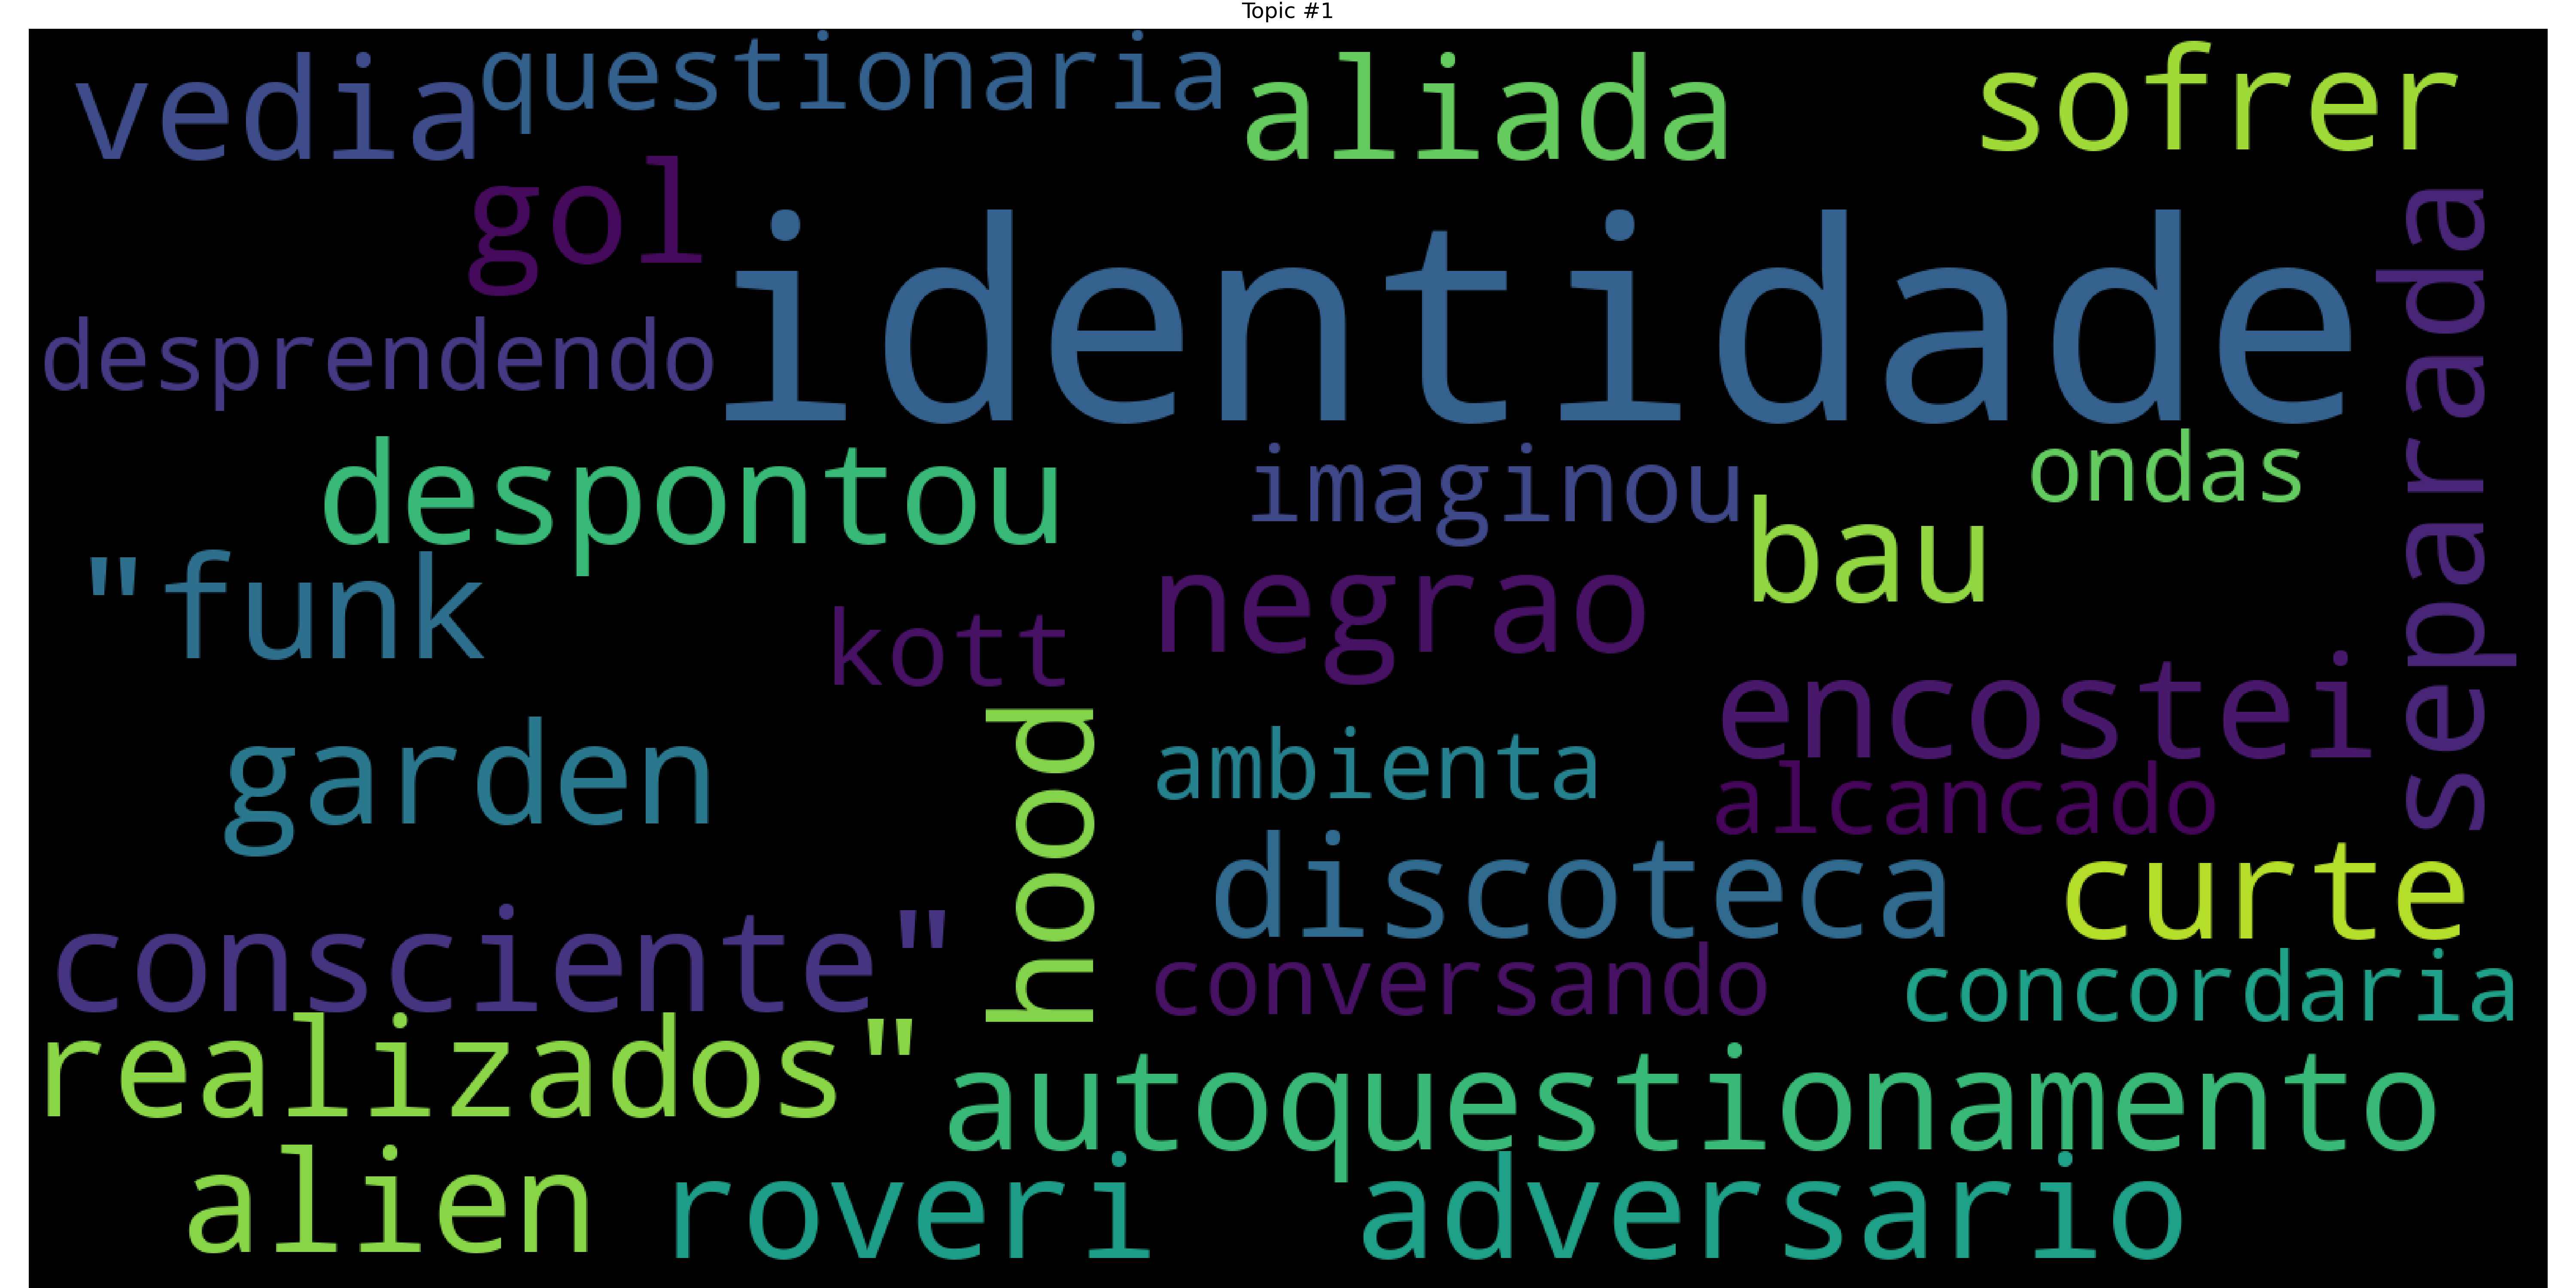 Topic #1
vedia
questionaria
aliada
sofrer
gol
identidade
separada
desprendendo
despontou
imaginou
ondas
bau
"funk
negrao
kott
encostei
garden
hood
ambienta
alcancado
discoteca
curte
consciente"
conversando
concordaria
realizados"
autoquestionamento
alien
roveri
adversario